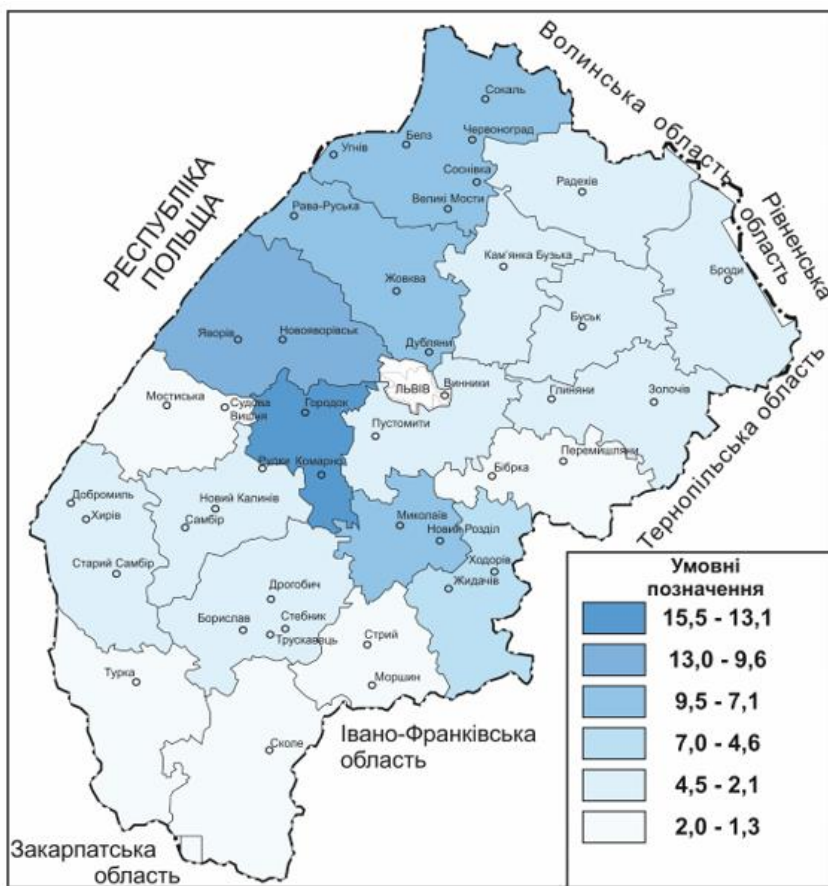 Волинська область
Рівненська
область
РЕСПУБЛІКА
ПОЛЬЩА
Сокаль
Червоноград
Белз
Угнів
Соснівка
Великі Мости
Радехів
Рава-Руська
Кам'янка Бузька
Броди
Жовква
Буськ
Яворів
Новояворівськ
Дубляни
ЛЬВІВ
Винники
Глиняни
Золочів
Мостиська
Судова
Вишня
Городок
Пустомити
Рудки
Комарно
Бібрка
Перемишляни
Тернопільська область
Добромиль
Хирів
Новий Калинів
Самбір
Миколаїв
Новий Розділ
Ходорів
Старий Самбір
Жидачів
Дрогобич
Борислав
Стебник
Трускавець
Стрий
Моршин
Турка
Сколе
Івано-Франківська
область
Закарпатська
область
Умовні
позначення
15,5 - 13,1
13,0 - 9,6
9,5 - 7,1
7,0 - 4,6
4,5 - 2,1
2,0 - 1,3